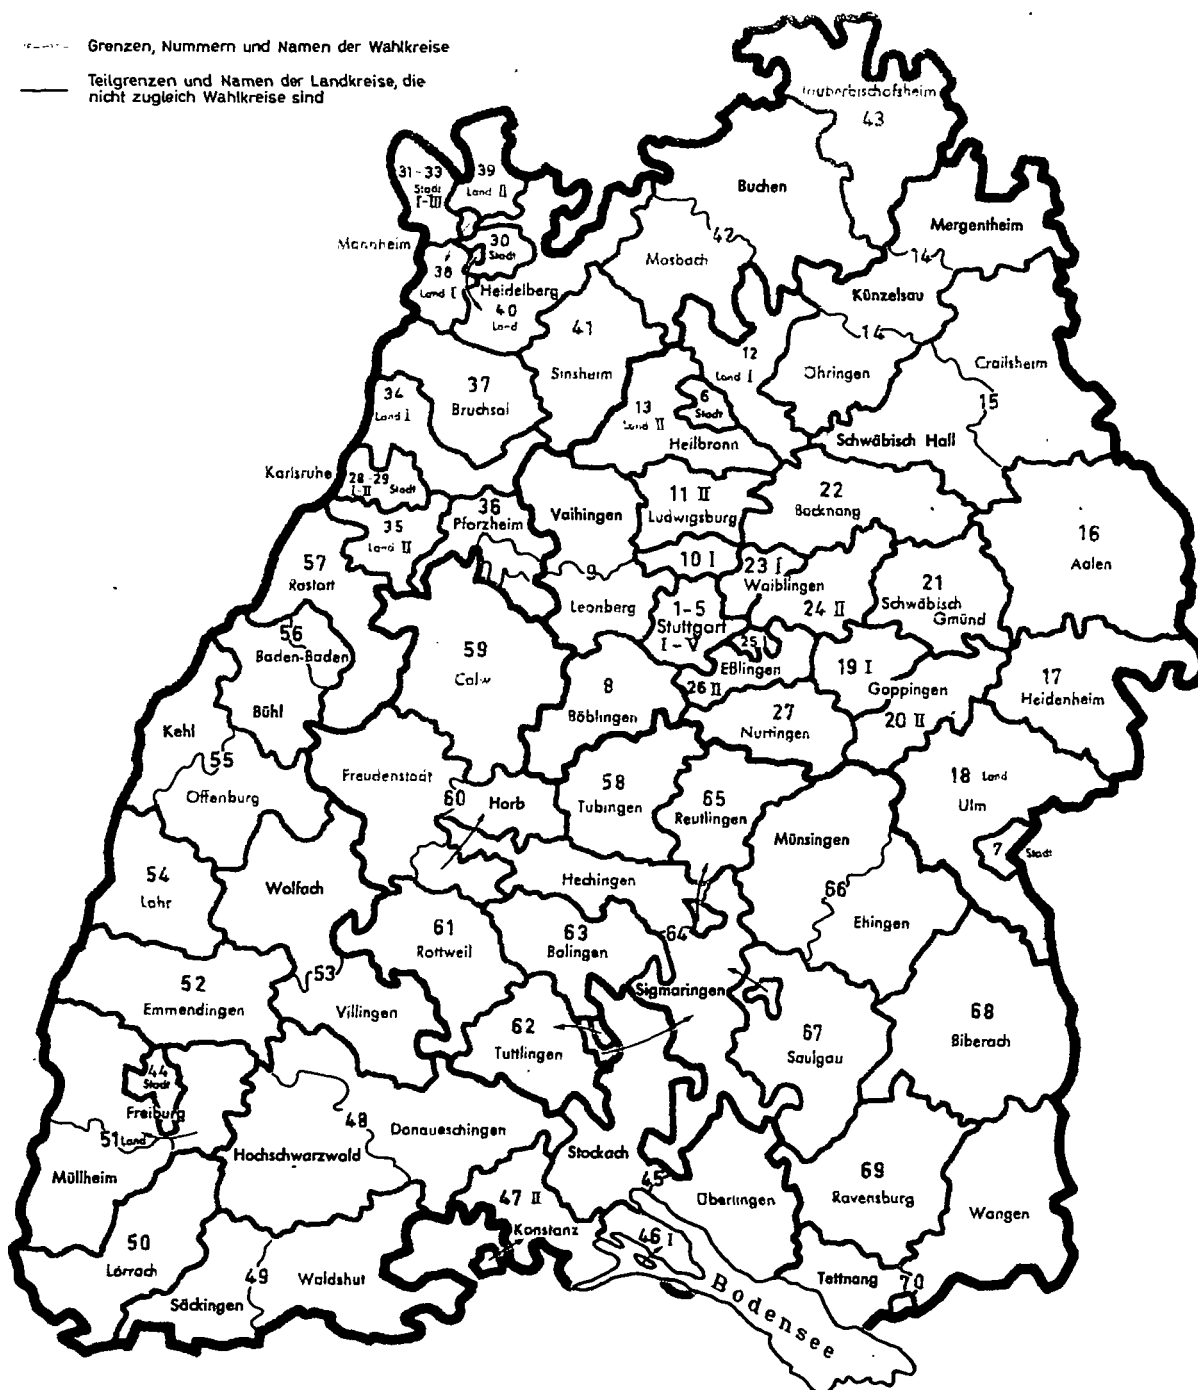 Grenzen, Nummern und Namen der Wahlkreise
Teilgrenzen und Namen der Landkreise, die
nicht zugleich Wahlkreise sind
Tauberbischofsheim
43
31-33
Stadt
I-III
39
Land II
Buchen
Mergentheim
42
Mosbach
14
Mannheim
30
Stadt
38
Land I
Heidelberg
40
Land
Künzelsau
14
41
Sinsheim
12
Land I
Öhringen
Crailsheim
15
37
Bruchsal
34
Land I
13
Land II
6
Stadt
Heilbronn
Schwäbisch Hall
Karlsruhe
28-29
I-II Stadt
36
Pforzheim
Vaihingen
11 II
Ludwigsburg
22
Backnang
16
Aalen
35
Land II
57
Rastatt
9
Leonberg
10 I
23 I
Waiblingen
24 II
21
Schwäbisch
Gmünd
1-5
Stuttgart
I-V
56
Baden-Baden
59
Calw
25 I
Eßlingen
26 II
19 I
Göppingen
20 II
17
Heidenheim
8
Böblingen
27
Nürtingen
Bühl
Kehl
55
Offenburg
Freudenstadt
60
Horb
58
Tübingen
65
Reutlingen
18 Land
Ulm
7
Stadt
Münsingen
66
Ehingen
54
Lahr
Wolfach
Hechingen
61
Rottweil
63
Balingen
64
Sigmaringen
53
Villingen
52
Emmendingen
62
Tuttlingen
67
Saulgau
68
Biberach
44
Stadt
Freiburg
51 Land
Müllheim
48
Hochschwarzwald
Donaueschingen
Stockach
45
Überlingen
69
Ravensburg
Wangen
47 II
Konstanz
46 I
50
Lörrach
49
Säckingen
Waldshut
Tettnang
70
Bodensee